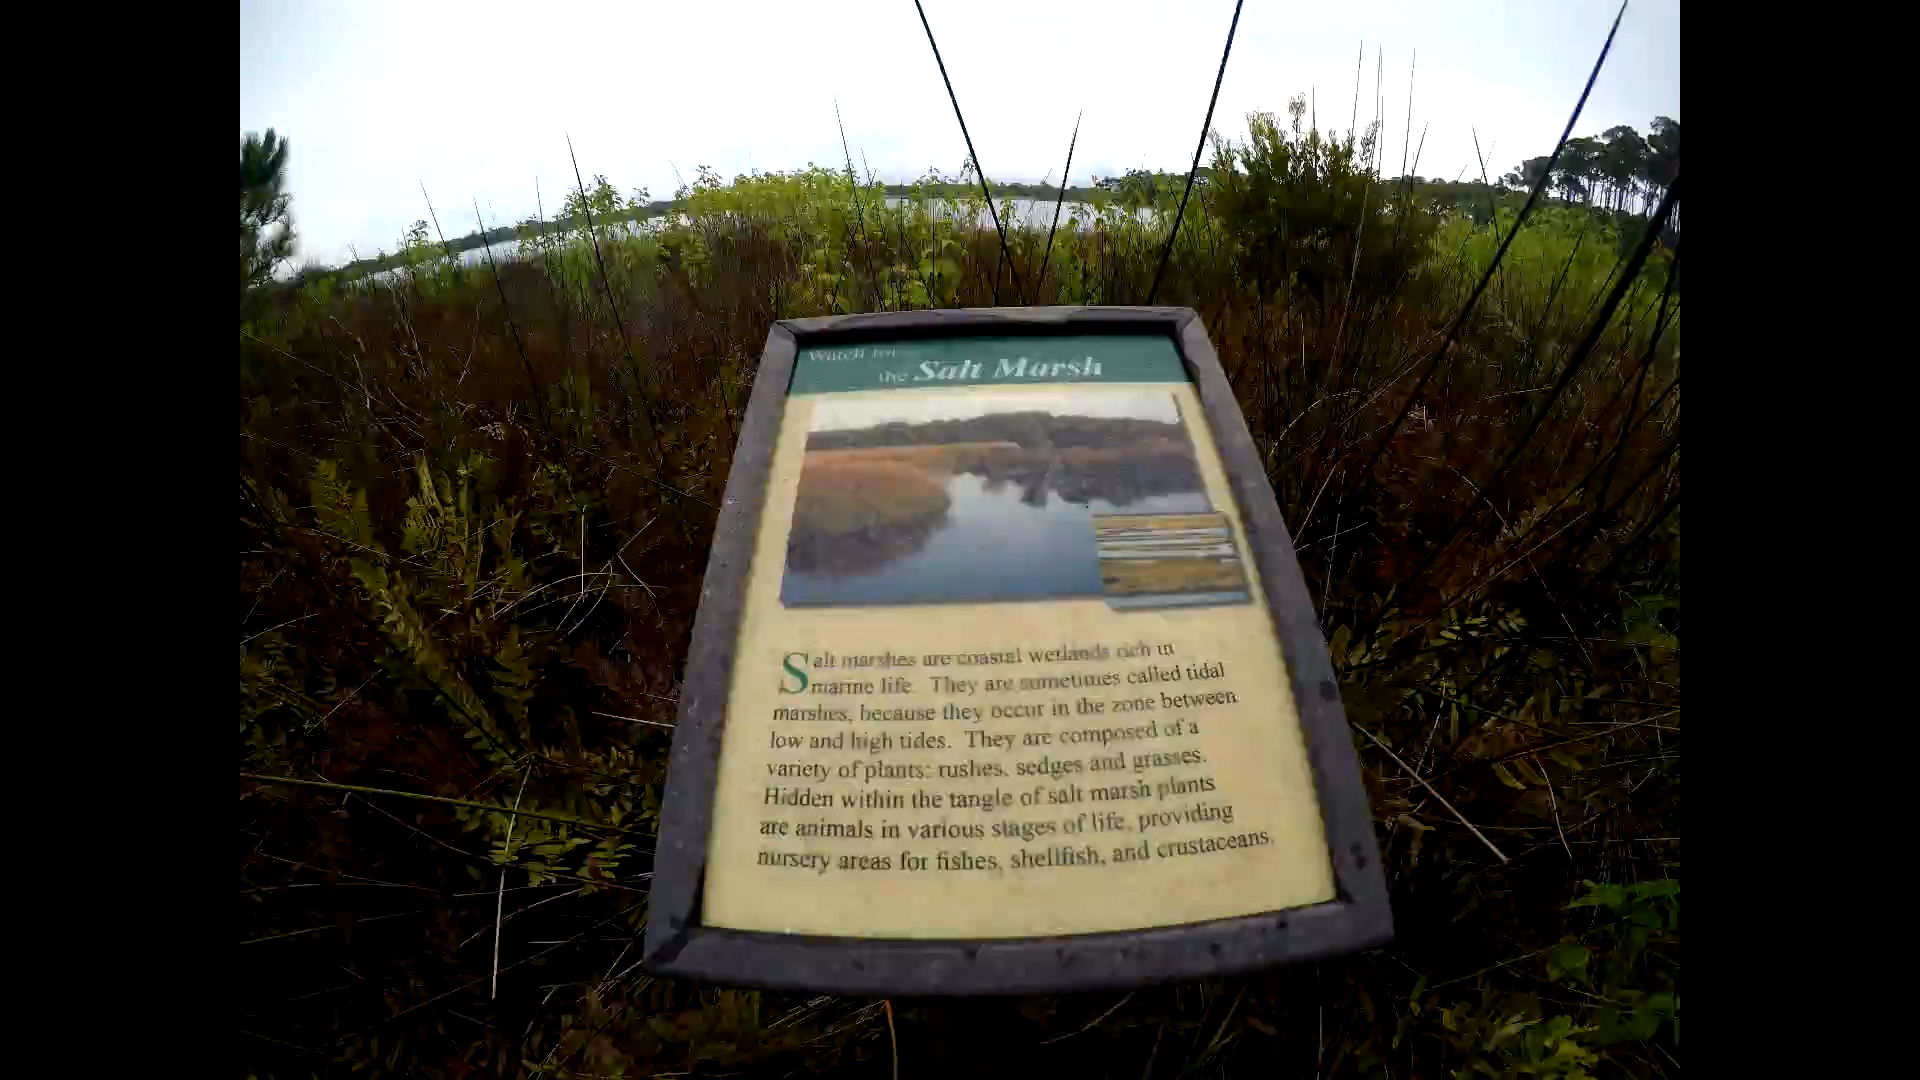 Watch for
the Salt Marsh
Salt marshes are coastal wetlands rich in
marine life. They are sometimes called tidal
marshes, because they occur in the zone between
low and high tides. They are composed of a
variety of plants: rushes, sedges and grasses.
Hidden within the tangle of salt marsh plants
are animals in various stages of life, providing
nursery areas for fishes, shellfish, and crustaceans.